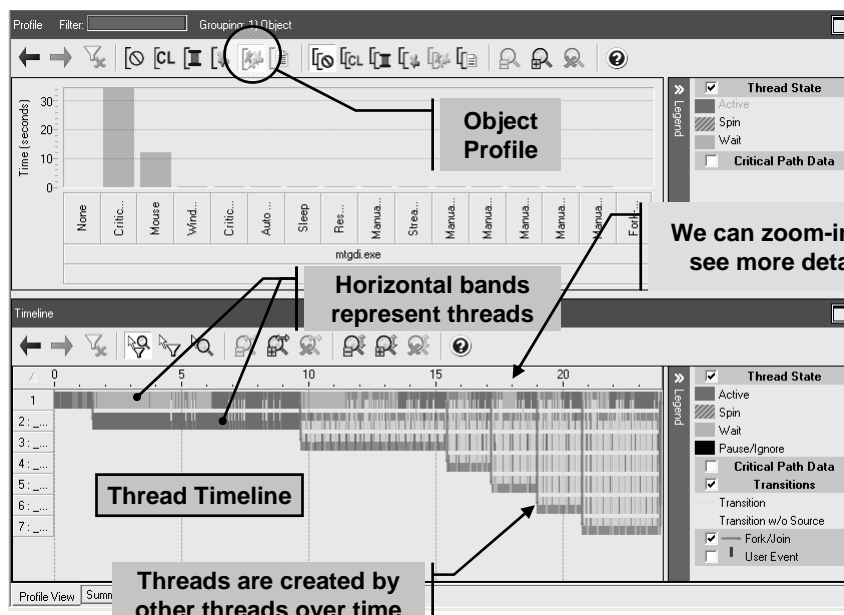 Profile Filter: Grouping: 1) Object
[CL [CL
Object
Profile
Time (seconds)
30
20
10
0
None Critic... Mouse Wind... Critic... Auto ... Sleep Res... Manua... Strea... Manua... Manua... Manua... Manua... Manua... Fork-...
mtgdi.exe
Legend
Thread State
Active
Spin
Wait
Critical Path Data
We can zoom-in
see more deta
Horizontal bands
represent threads
Timeline
0 5 10 15 20
1
2 : _...
3 : _...
4 : _...
5 : _...
6 : _...
7 : _...
Thread Timeline
Legend
Thread State
Active
Spin
Wait
Pause/Ignore
Critical Path Data
Transitions
Transition
Transition w/o Source
Fork/Join
User Event
Threads are created by
other threads over time
Profile View Summ